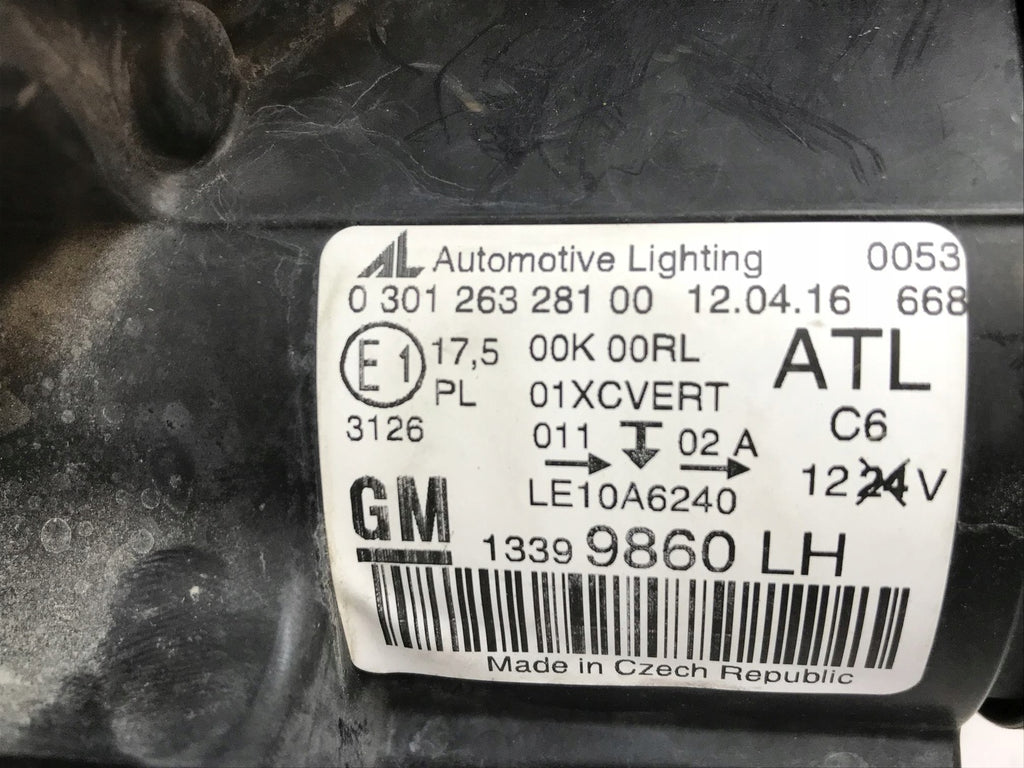 AL Automotive Lighting 0053
0 301 263 281 00 12.04.16 668
E1 17,5 00K 00RL ATL
PL 01XCVERT
3126 011 02 A C6
LE10A6240 12 24 V
GM 1339 9860 LH
Made in Czech Republic